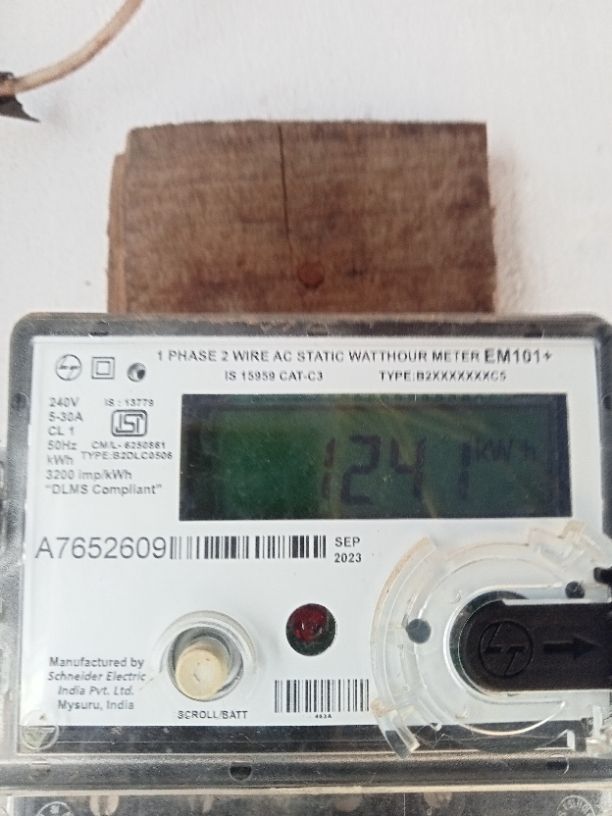 1 PHASE 2 WIRE AC STATIC WATTHOUR METER EM101+
IS 15959 CAT-C3 TYPE:B2XXXXXXXC5
240V IS : 13779
5-30A
CL 1 ISI
50Hz CM/L- 6250861
kWh TYPE:B2DLC0506
3200 imp/kWh
"DLMS Compliant"
1241 kWh
A7652609
SEP
2023
Manufactured by
Schneider Electric
India Pvt. Ltd.
Mysuru, India
SCROLL/BATT